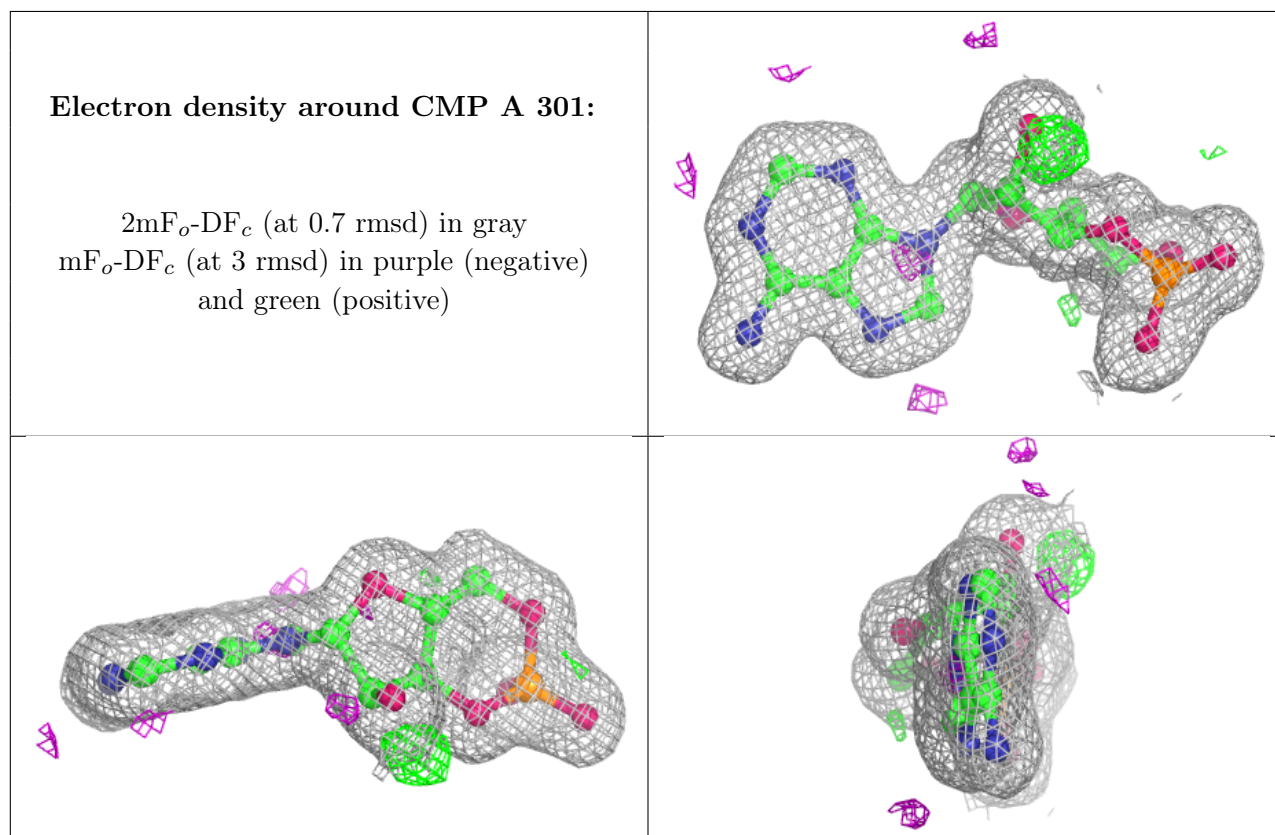 Electron density around CMP A 301:
2mFo-DFc (at 0.7 rmsd) in gray
mFo-DFc (at 3 rmsd) in purple (negative)
and green (positive)